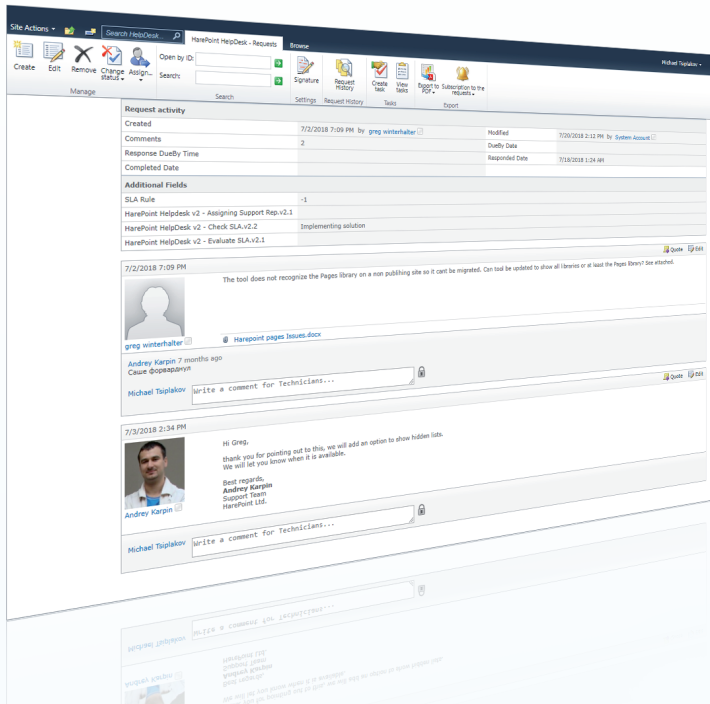 Site Actions
Search HelpDesk...
HarePoint HelpDesk - Requests
Browse
Michael Tsiplakov
Create
Edit
Remove
Change status
Assign...
Manage
Open by ID:
Search:
Search
Signature
Settings
Request History
Request History
Create task
View tasks
Tasks
Export to PDF
Subscription to the requests
Export
Request activity
Created
7/2/2018 7:09 PM by greg winterhalter
Modified
7/20/2018 2:12 PM by System Account
Comments
2
DueBy Date
Response DueBy Time
Responded Date
7/18/2018 1:24 AM
Completed Date
Additional Fields
SLA Rule
-1
HarePoint Helpdesk v2 - Assigning Support Rep.v2.1
HarePoint HelpDesk v2 - Check SLA.v2.2
Implementing solution
HarePoint HelpDesk v2 - Evaluate SLA.v2.1
7/2/2018 7:09 PM
Quote
Edit
The tool does not recognize the Pages library on a non publihing site so it cant be migrated. Can tool be updated to show all libraries or at least the Pages library? See attached.
greg winterhalter
Harepoint pages Issues.docx
Andrey Karpin 7 months ago
Саше форварднул
Michael Tsiplakov
Write a comment for Technicians...
7/3/2018 2:34 PM
Quote
Edit
Hi Greg,
thank you for pointing out to this, we will add an option to show hidden lists.
We will let you know when it is available.
Best regards,
Andrey Karpin
Support Team
HarePoint Ltd.
Andrey Karpin
Michael Tsiplakov
Write a comment for Technicians...